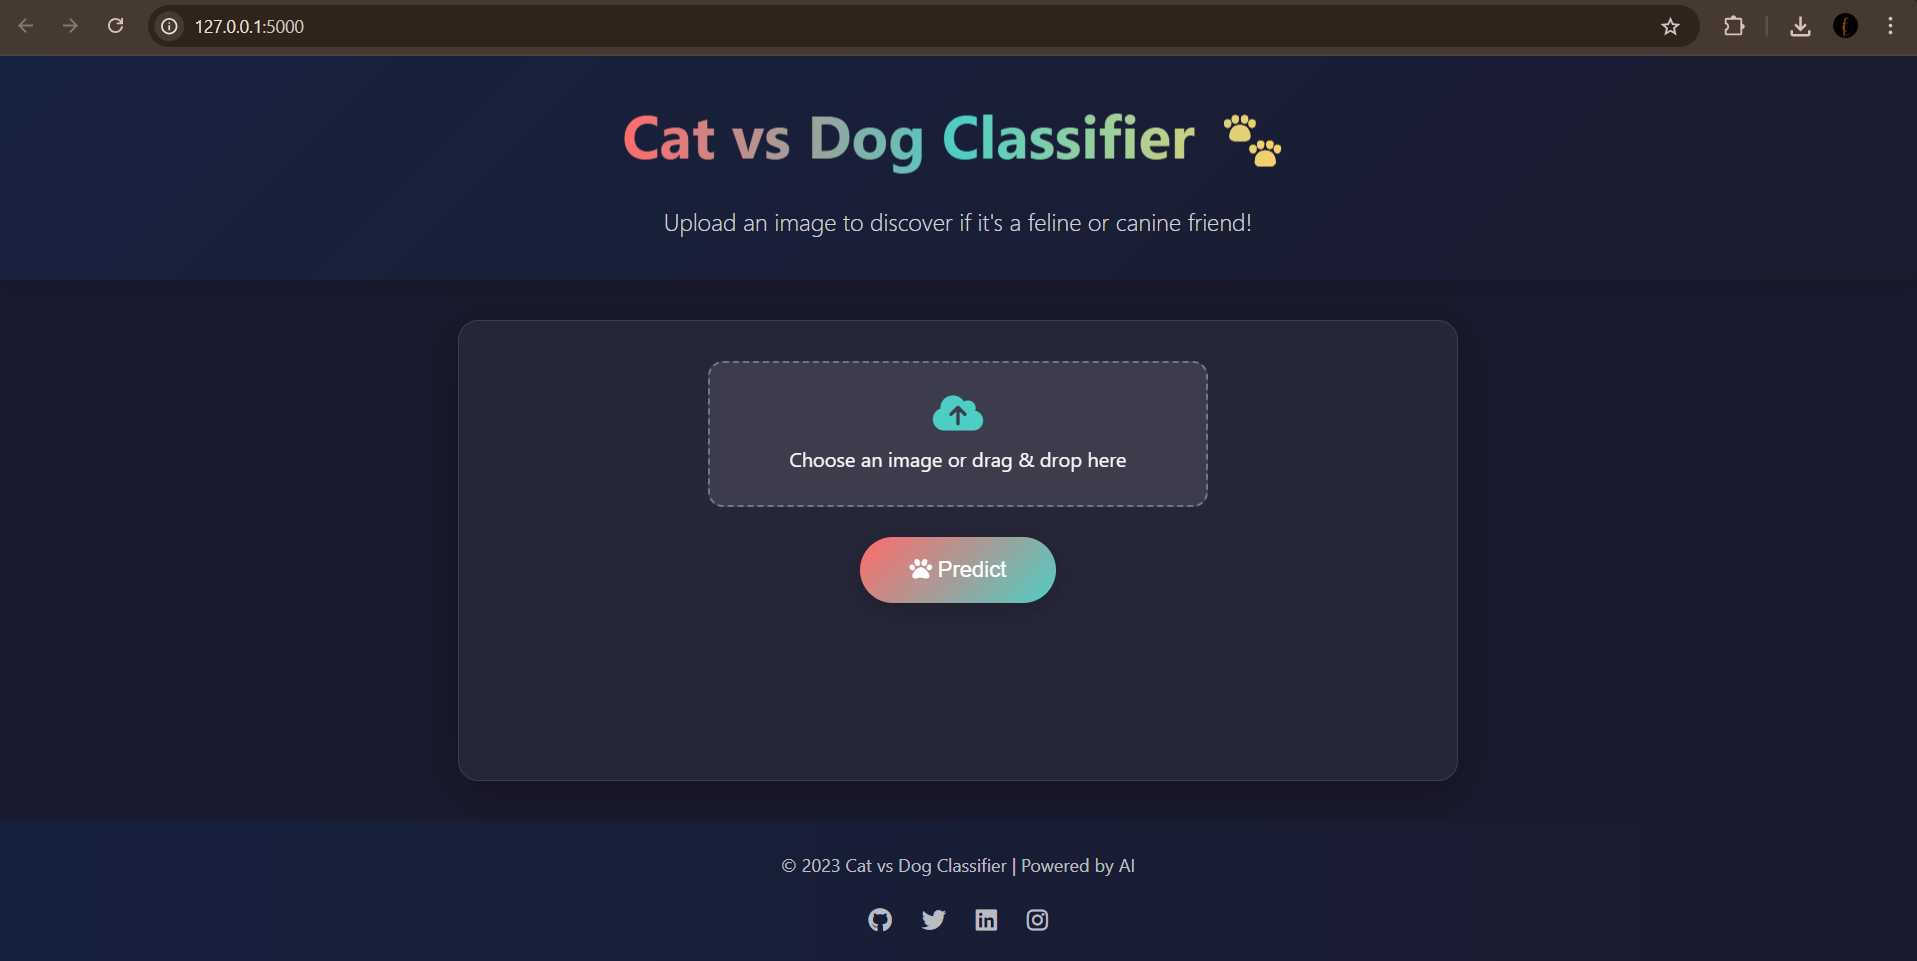 127.0.0.1:5000
Cat vs Dog Classifier
Upload an image to discover if it's a feline or canine friend!
Choose an image or drag & drop here
Predict
© 2023 Cat vs Dog Classifier | Powered by AI
in